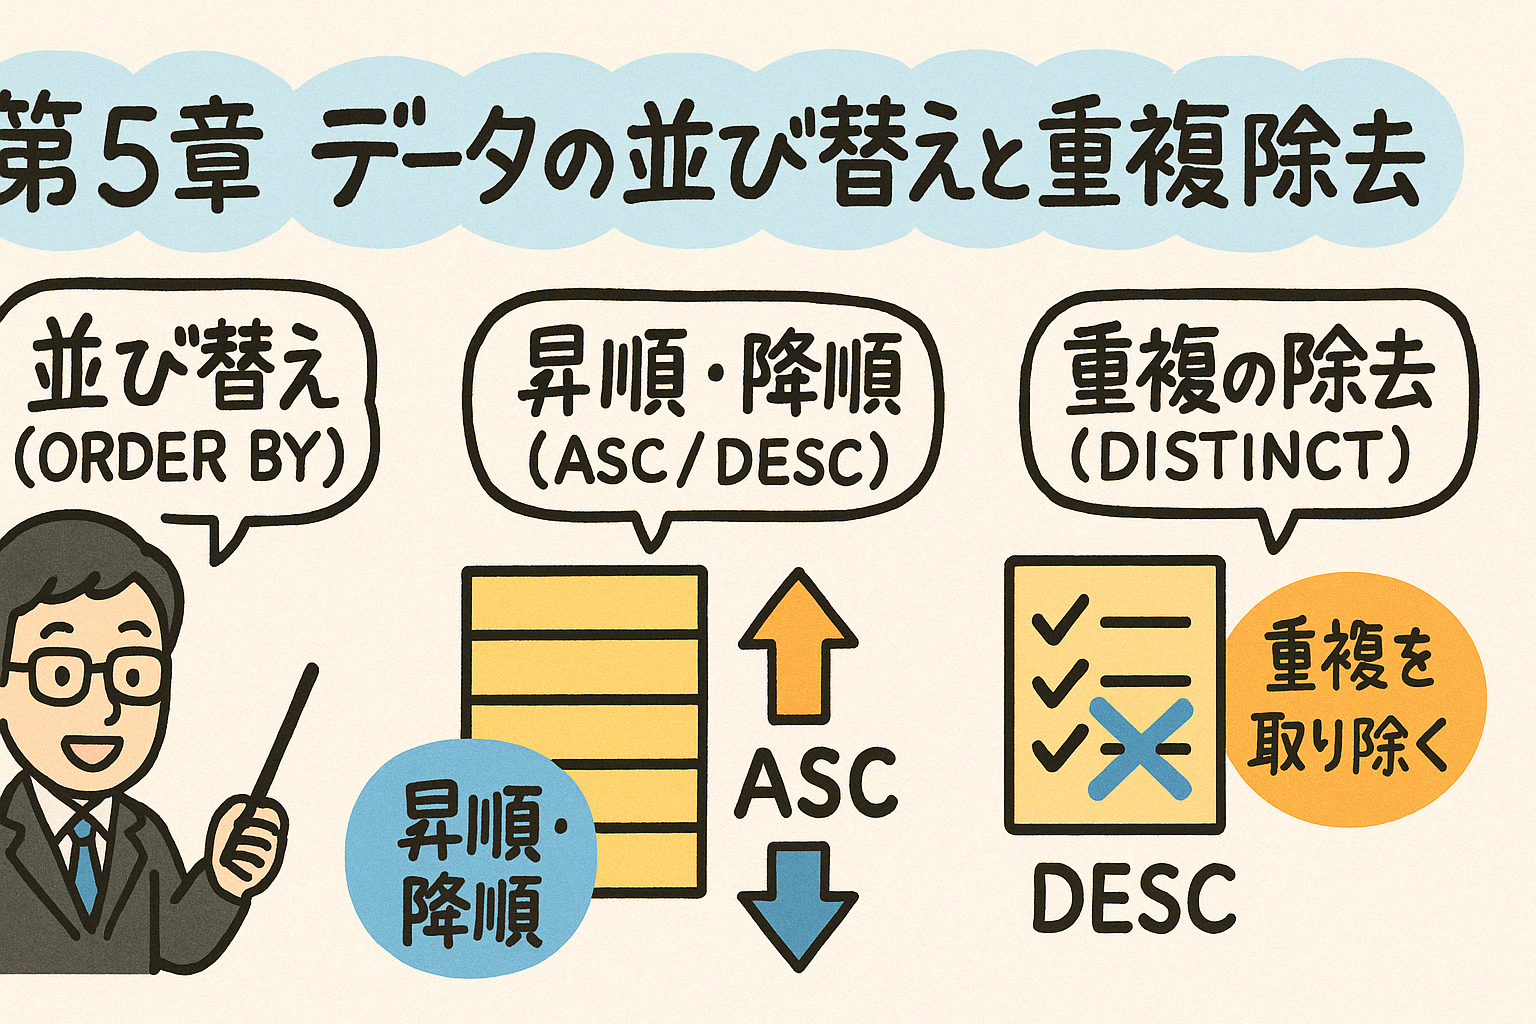 第5章 データの並び替えと重複除去
並び替え
(ORDER BY)
昇順・降順
(ASC/DESC)
重複の除去
(DISTINCT)
昇順・
降順
ASC
重複を
取り除く
DESC